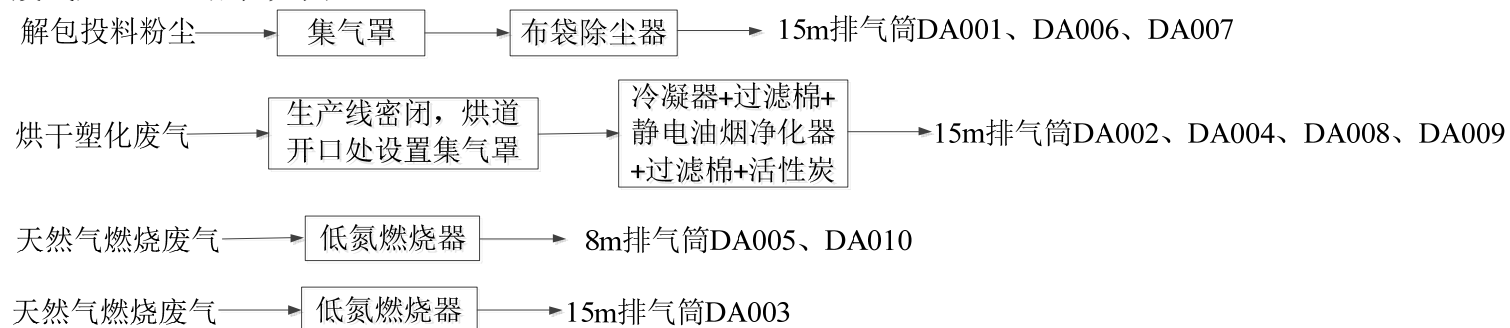 解包投料粉尘 集气罩 布袋除尘器 15m排气筒DA001、DA006、DA007
烘干塑化废气 生产线密闭，烘道开口处设置集气罩 冷凝器+过滤棉+静电油烟净化器+过滤棉+活性炭 15m排气筒DA002、DA004、DA008、DA009
天然气燃烧废气 低氮燃烧器 8m排气筒DA005、DA010
天然气燃烧废气 低氮燃烧器 15m排气筒DA003